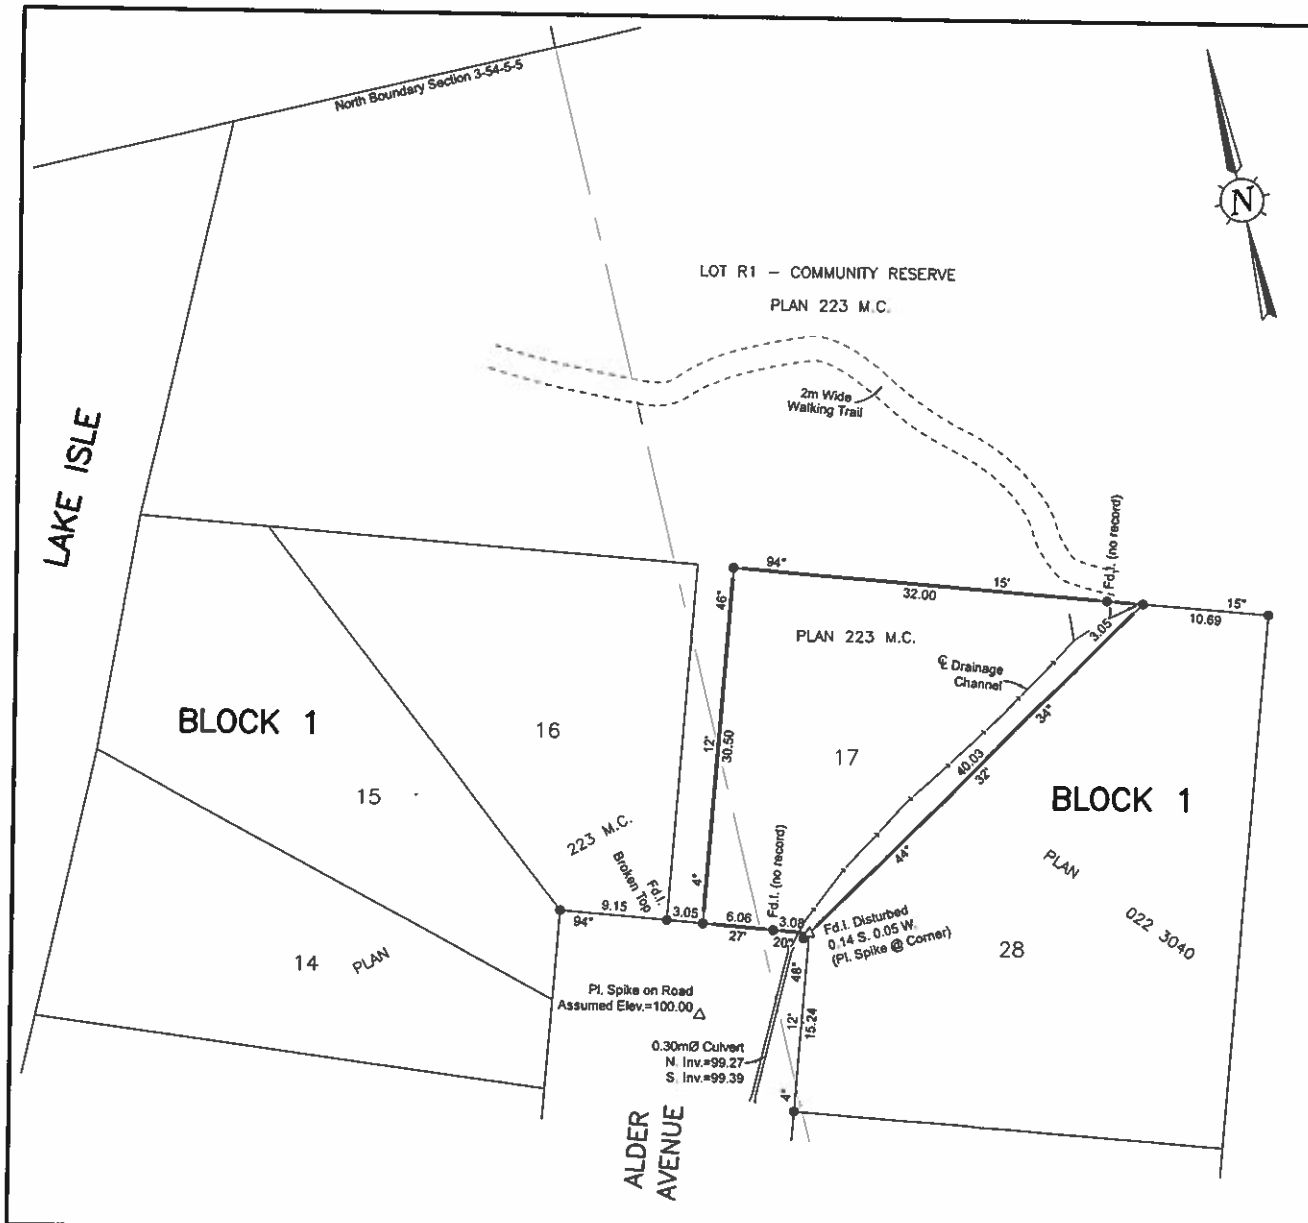 North Boundary Section 3-54-5-5
N
LOT R1 – COMMUNITY RESERVE
PLAN 223 M.C.
2m Wide
Walking Trail
LAKE ISLE
Fd.I. (no record)
94°
15'
32.00
15"
10.69
46"
3.05
PLAN 223 M.C.
℄ Drainage
Channel
34"
BLOCK 1
16
12'
30.50
17
40.03
32'
BLOCK 1
15
44°
223 M.C.
Fd.I.
Broken Top
Fd.I. (no record)
PLAN
022 3040
4°
9.15
94°
3.05
6.06
27'
3.08
20"
Fd.I. Disturbed
0.14 S. 0.05 W.
(Pl. Spike @ Corner)
14
PLAN
28
48"
Pl. Spike on Road
Assumed Elev.=100.00
12'
15.24
0.30mØ Culvert
N. Inv.=99.27
S. Inv.=99.39
4°
ALDER
AVENUE